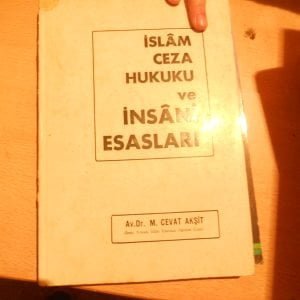 İSLÂM
CEZA
HUKUKU
ve
İNSÂNÎ
ESASLARI
Av. Dr. M. CEVAT AKŞİT